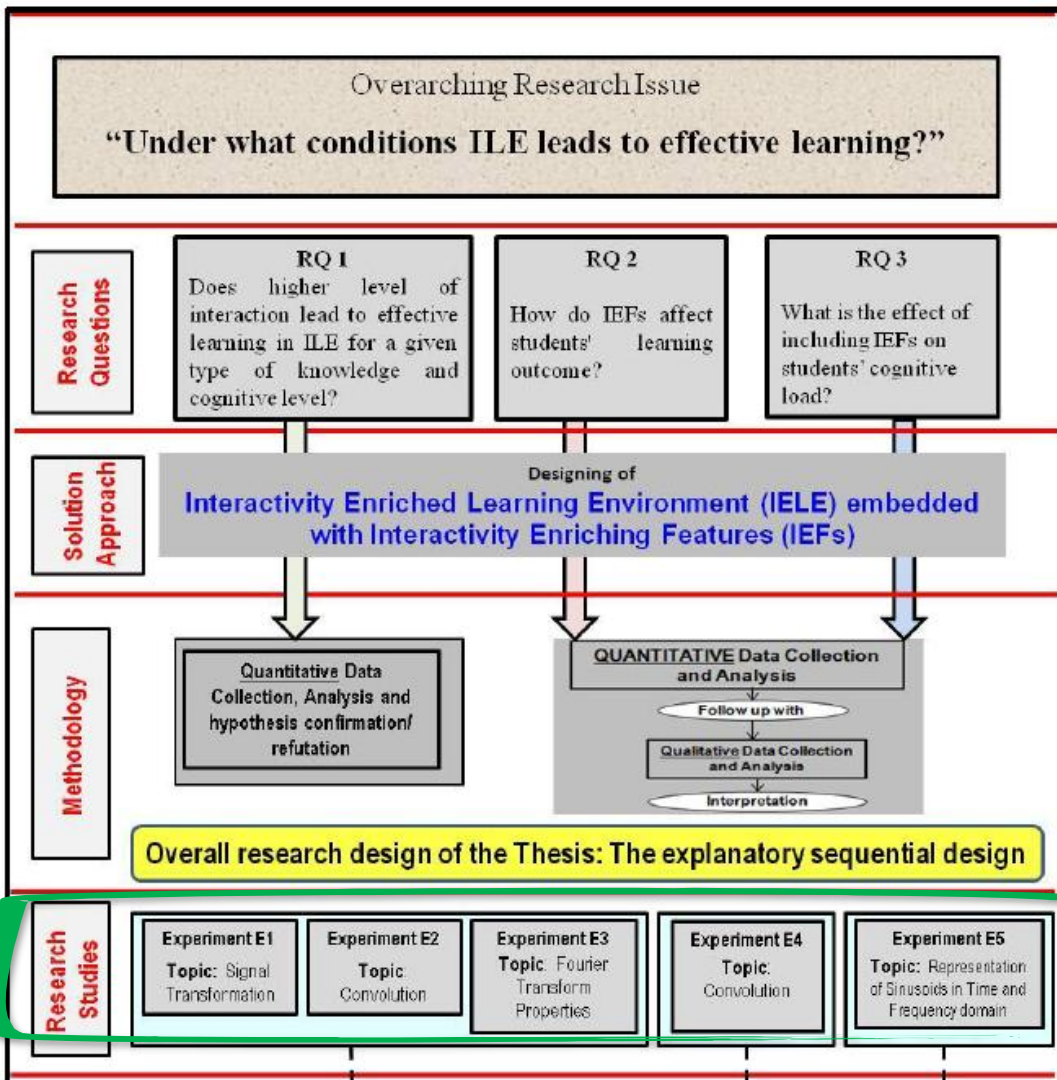 Overarching Research Issue
“Under what conditions ILE leads to effective learning?”
Research
Questions
RQ 1
Does higher level of
interaction lead to effective
learning in ILE for a given
type of knowledge and
cognitive level?
RQ 2
How do IEFs affect
students' learning
outcome?
RQ 3
What is the effect of
including IEFs on
students’ cognitive
load?
Solution
Approach
Designing of
Interactivity Enriched Learning Environment (IELE) embedded
with Interactivity Enriching Features (IEFs)
Methodology
Quantitative Data
Collection, Analysis and
hypothesis confirmation/
refutation
QUANTITATIVE Data Collection
and Analysis
Follow up with
Qualitative Data Collection
and Analysis
Interpretation
Overall research design of the Thesis: The explanatory sequential design
Research
Studies
Experiment E1
Topic: Signal
Transformation
Experiment E2
Topic:
Convolution
Experiment E3
Topic: Fourier
Transform
Properties
Experiment E4
Topic:
Convolution
Experiment E5
Topic: Representation
of Sinusoids in Time and
Frequency domain